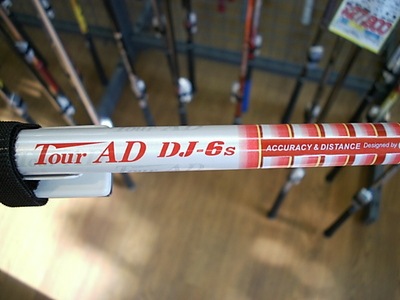 Tour AD DJ-6s
ACCURACY & DISTANCE Designed by